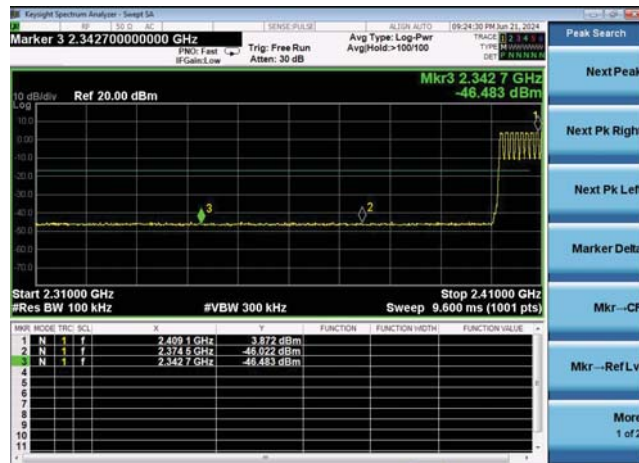 Keysight Spectrum Analyzer - Swept SA
RF 50 Ω AC SENSE:PULSE ALIGN AUTO 09:24:30 PM Jun 21, 2024
Marker 3 2.342700000000 GHz
PNO: Fast
IFGain:Low
Trig: Free Run
Atten: 30 dB
Avg Type: Log-Pwr
Avg|Hold:>100/100
TRACE 1 2 3 4 5 6
TYPE M
DET P N N N N N
Peak Search
Mkr3 2.342 7 GHz
-46.483 dBm
10 dB/div Ref 20.00 dBm
Log
10.0
0.00
-10.0
-20.0
-30.0
-40.0
-50.0
-60.0
-70.0
1
2
3
Start 2.31000 GHz
Stop 2.41000 GHz
#Res BW 100 kHz
#VBW 300 kHz
Sweep 9.600 ms (1001 pts)
MKR MODE TRC SCL X Y FUNCTION FUNCTION WIDTH FUNCTION VALUE
1 N 1 f 2.409 1 GHz 3.872 dBm
2 N 1 f 2.374 5 GHz -46.022 dBm
3 N 1 f 2.342 7 GHz -46.483 dBm
4
5
6
7
8
9
10
11
Next Peak
Next Pk Righ
Next Pk Lef
Marker Delta
Mkr→CF
Mkr→Ref Lv
More
1 of 2